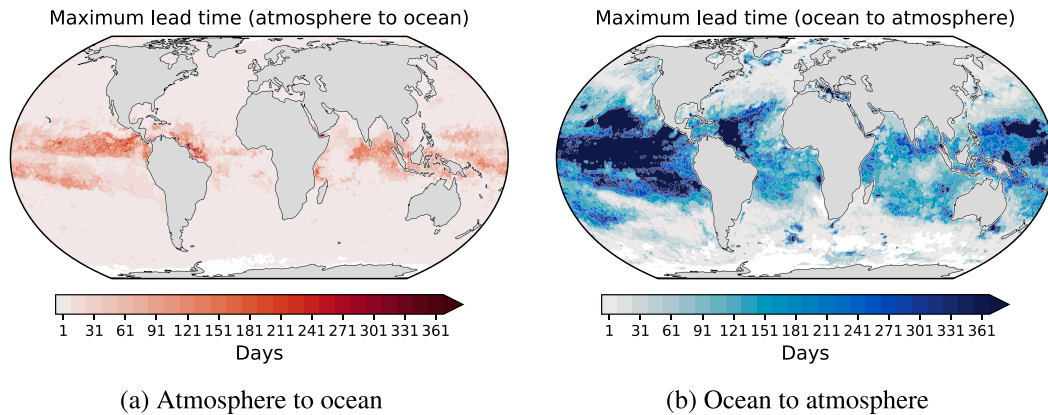 Maximum lead time (atmosphere to ocean)
Maximum lead time (ocean to atmosphere)
1 31 61 91 121 151 181 211 241 271 301 331 361
Days
1 31 61 91 121 151 181 211 241 271 301 331 361
Days
(a) Atmosphere to ocean
(b) Ocean to atmosphere